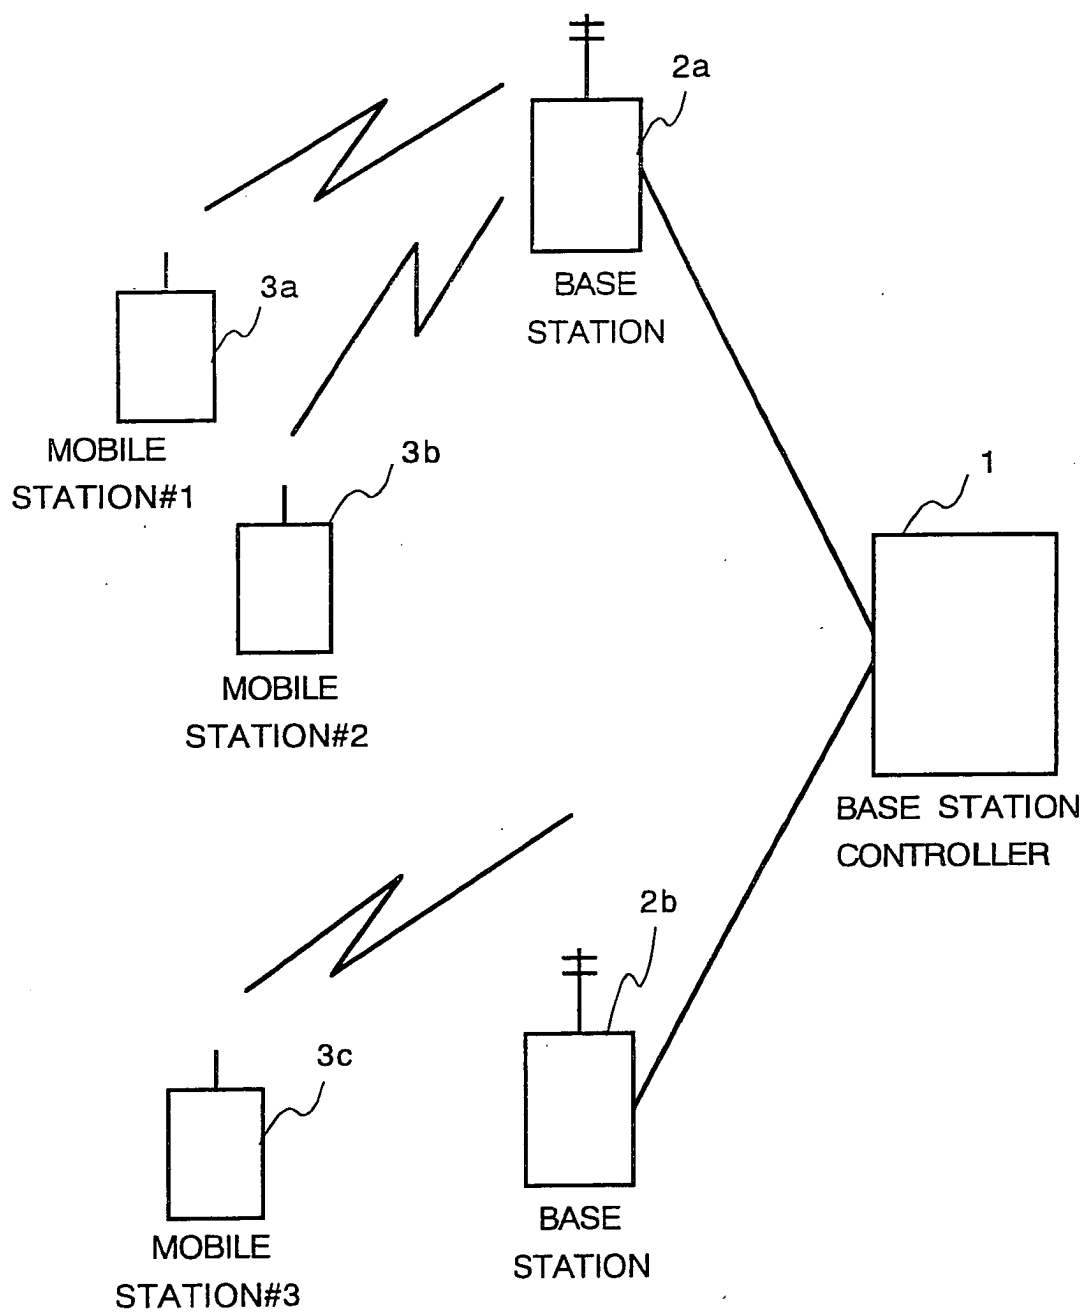 2a
BASE
STATION
3a
MOBILE
STATION#1
3b
MOBILE
STATION#2
1
BASE STATION
CONTROLLER
2b
BASE
STATION
3c
MOBILE
STATION#3